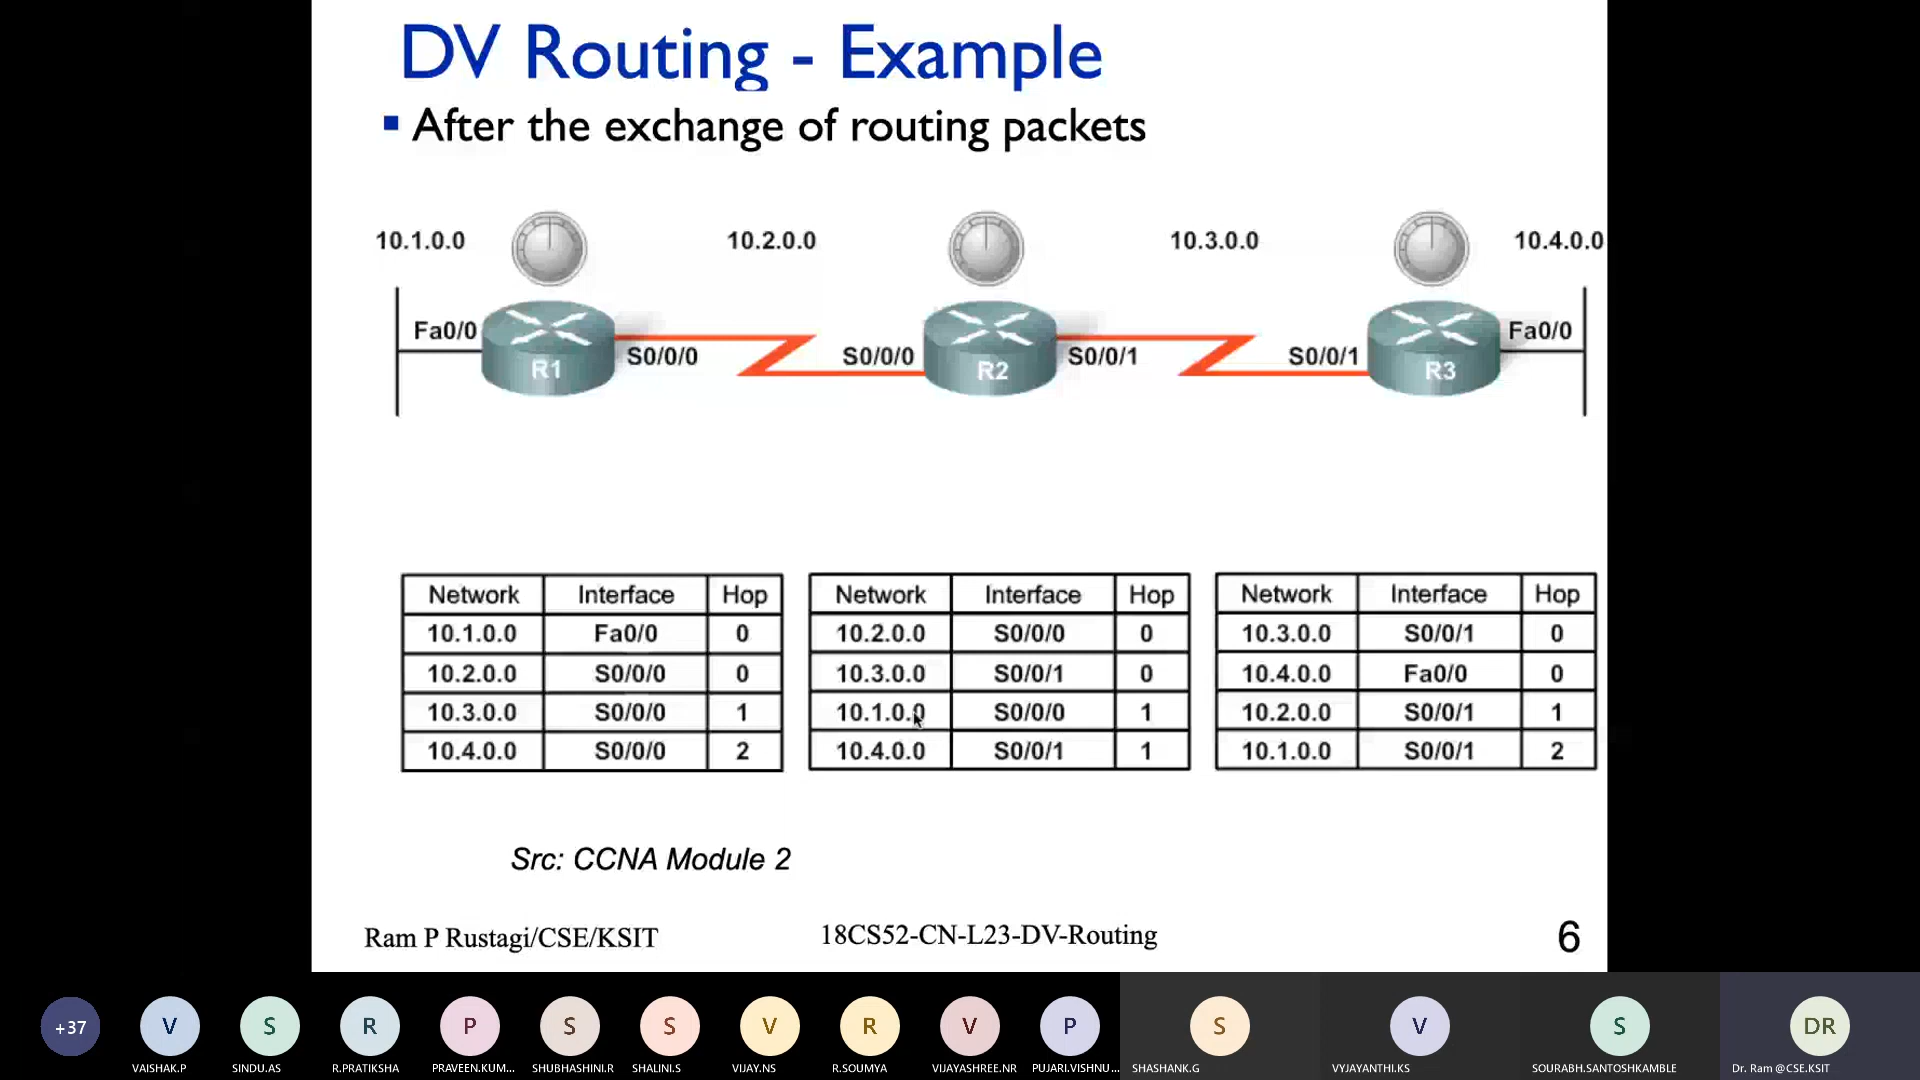 DV Routing - Example
After the exchange of routing packets
10.1.0.0 10.2.0.0 10.3.0.0 10.4.0.0
Fa0/0 R1 S0/0/0 S0/0/0 R2 S0/0/1 S0/0/1 R3 Fa0/0
Network Interface Hop
10.1.0.0 Fa0/0 0
10.2.0.0 S0/0/0 0
10.3.0.0 S0/0/0 1
10.4.0.0 S0/0/0 2
Network Interface Hop
10.2.0.0 S0/0/0 0
10.3.0.0 S0/0/1 0
10.1.0.0 S0/0/0 1
10.4.0.0 S0/0/1 1
Network Interface Hop
10.3.0.0 S0/0/1 0
10.4.0.0 Fa0/0 0
10.2.0.0 S0/0/1 1
10.1.0.0 S0/0/1 2
Src: CCNA Module 2
Ram P Rustagi/CSE/KSIT 18CS52-CN-L23-DV-Routing 6
+37 V S R P S S V R V P S V S DR
VAISHAK.P SINDU.AS R.PRATIKSHA PRAVEEN.KUM... SHUBHASHINI.R SHALINI.S VIJAY.NS R.SOUMYA VIJAYASHREE.NR PUJARI.VISHNU... SHASHANK.G VYJAYANTHI.KS SOURABH.SANTOSHKAMBLE Dr. Ram @CSE.KSIT